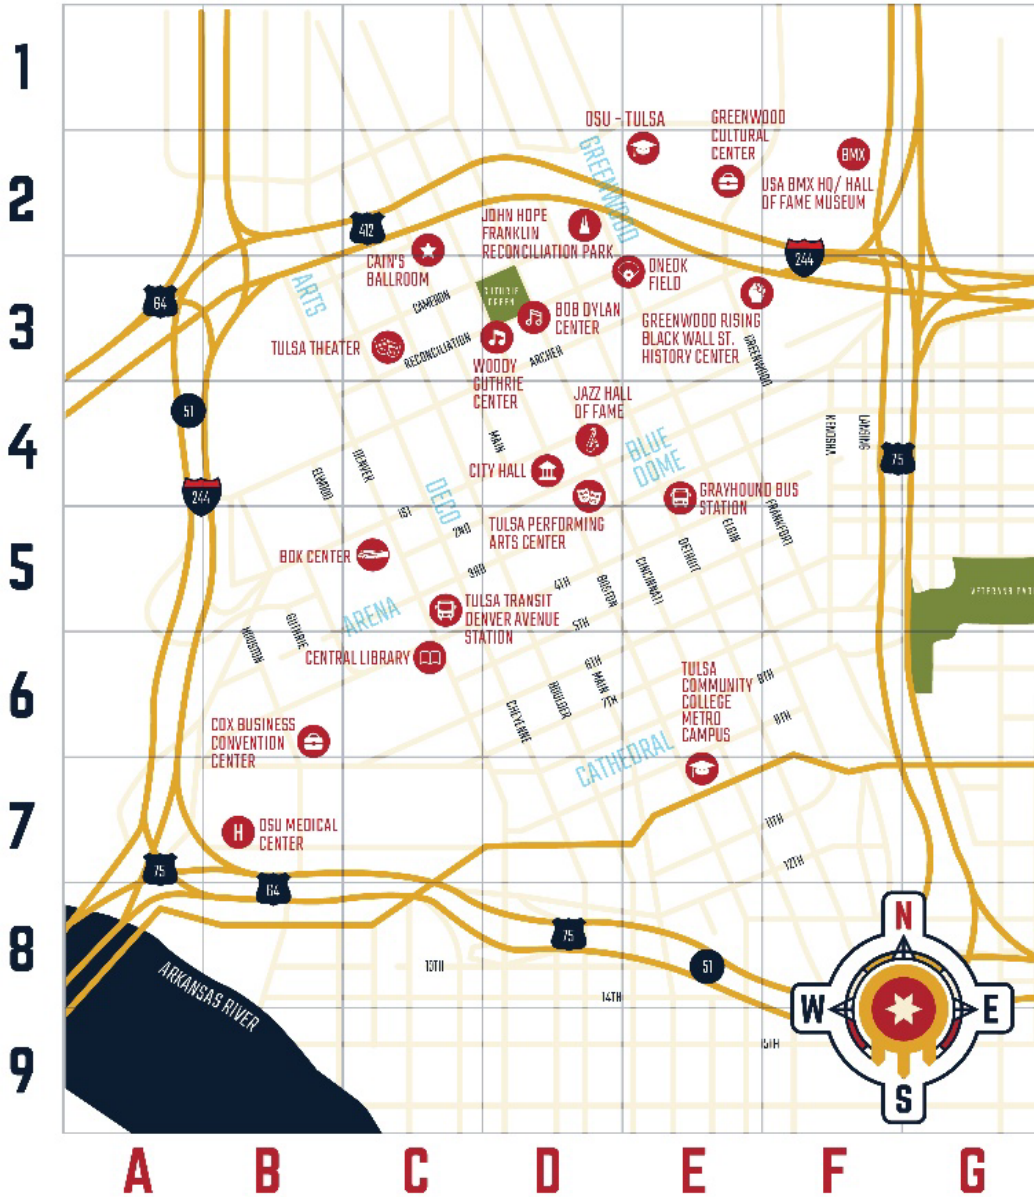 1
OSU - TULSA
GREENWOOD
CULTURAL
CENTER
GREENWOOD
BMX
2
USA BMX HQ/ HALL
OF FAME MUSEUM
JOHN HOPE
FRANKLIN
RECONCILIATION PARK
412
CAIN'S
BALLROOM
244
ONEOK
FIELD
ARTS
64
CAMERON
GUTHRIE
GREEN
3
BOB DYLAN
CENTER
GREENWOOD RISING
BLACK WALL ST.
HISTORY CENTER
TULSA THEATER
RECONCILIATION
ARCHER
WOODY
GUTHRIE
CENTER
GREENWOOD
51
JAZZ HALL
OF FAME
4
KENOSHA
LANSING
MAIN
BLUE
DOME
75
DENVER
ELWOOD
CITY HALL
244
DECO
GRAYHOUND BUS
STATION
1ST
2ND
TULSA PERFORMING
ARTS CENTER
FRANKFORT
ELGIN
5
BOK CENTER
3RD
DETROIT
4TH
BOSTON
CINCINNATI
ARENA
TULSA TRANSIT
DENVER AVENUE
STATION
5TH
HOUSTON
GUTHRIE
CENTRAL LIBRARY
6
6TH
MAIN
7TH
TULSA
COMMUNITY
COLLEGE
METRO
CAMPUS
8TH
BOULDER
CHEYENNE
COX BUSINESS
CONVENTION
CENTER
CATHEDRAL
7
H
OSU MEDICAL
CENTER
11TH
12TH
75
64
8
75
51
ARKANSAS RIVER
14TH
N
W
E
S
9
A
B
C
D
E
F
G